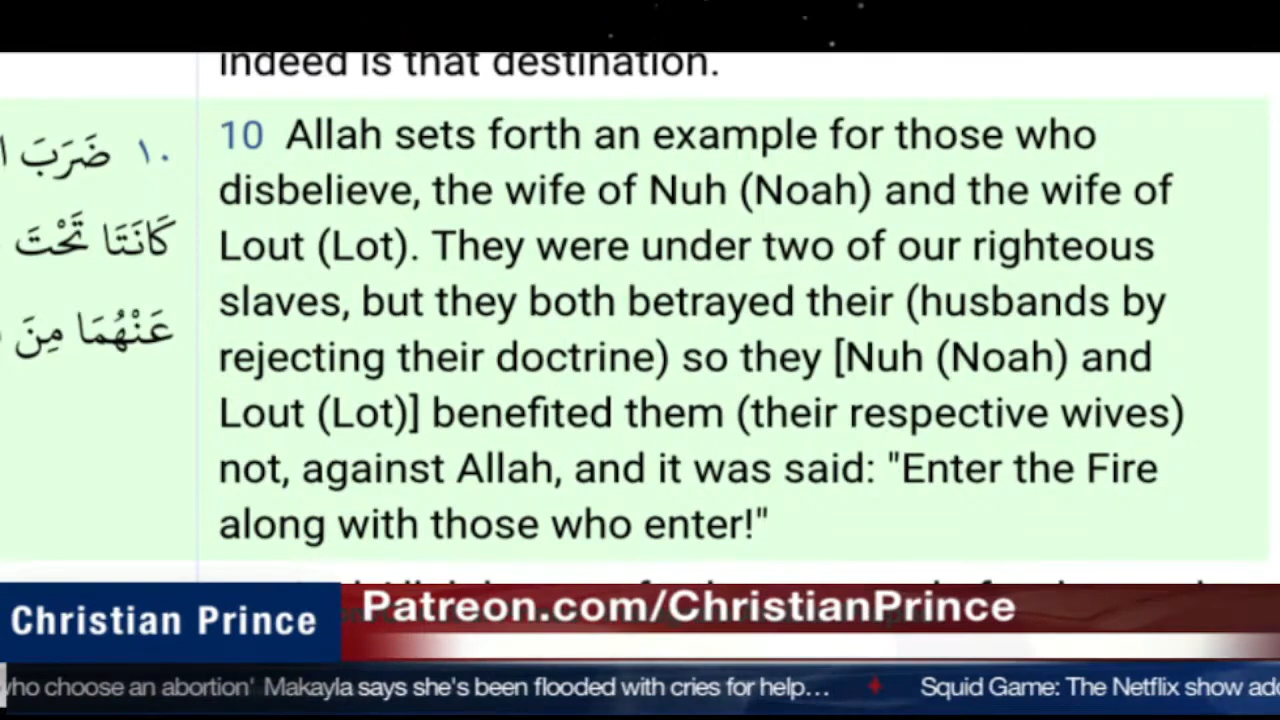 indeed is that destination.
10 Allah sets forth an example for those who
disbelieve, the wife of Nuh (Noah) and the wife of
Lout (Lot). They were under two of our righteous
slaves, but they both betrayed their (husbands by
rejecting their doctrine) so they [Nuh (Noah) and
Lout (Lot)] benefited them (their respective wives)
not, against Allah, and it was said: "Enter the Fire
along with those who enter!"
١٠ ضَرَبَ
كَانَتَا تَحْتَ
عَنْهُمَا مِنَ
Christian Prince
Patreon.com/ChristianPrince
who choose an abortion' Makayla says she's been flooded with cries for help... Squid Game: The Netflix show